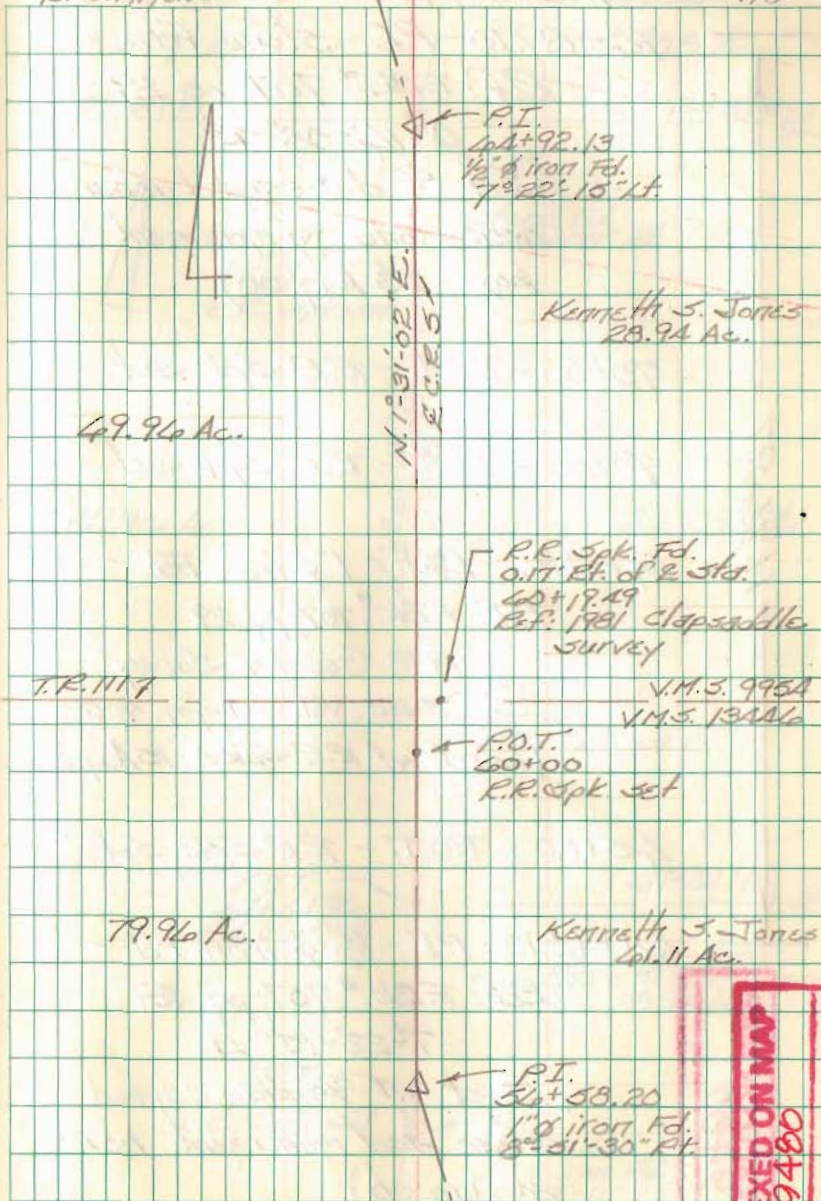 P.I.
64+92.13
1/2" ø iron Fd.
7°-22'-15" Lt.
N. 1°-31'-02" E.
℄ C.R. 51
Kenneth S. Jones
28.94 Ac.
69.96 Ac.
R.R. Spk. Fd.
0.17' Rt. of ℄ Sta.
60+19.49
Ref: 1981 Clapsaddle
survey
T.R. 1117
V.M.S. 9954
V.M.S. 13446
P.O.T.
60+00
R.R. Spk set
79.96 Ac.
Kenneth S. Jones
61.11 Ac.
P.I.
56+58.20
1" ø iron Fd.
8°-51'-30" Rt.
XED ON MAP
9480